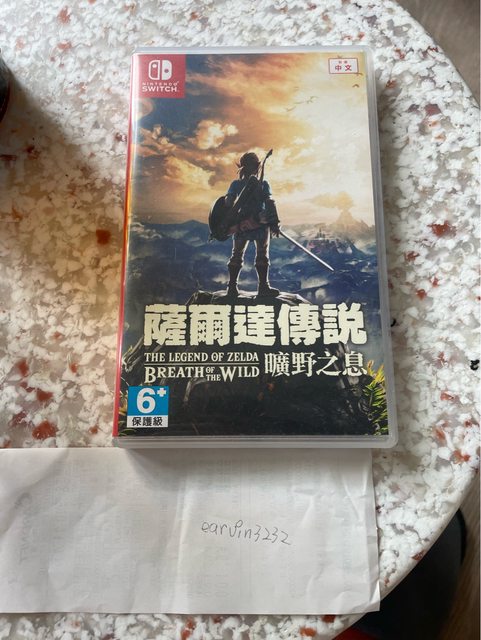 NINTENDO
SWITCH
中文
薩爾達傳說
THE LEGEND OF ZELDA
BREATH OF THE WILD 曠野之息
6+
保護級
earvin3232